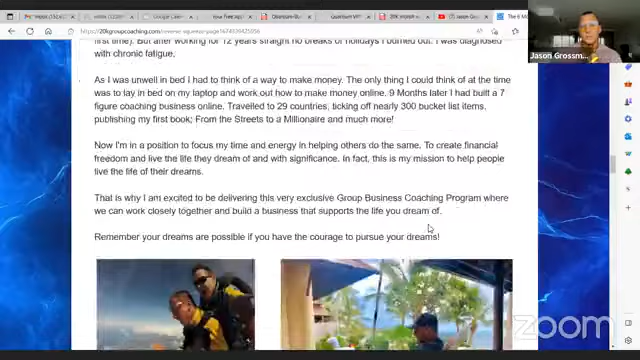 https://20kgroupcoaching.com/
Jason Grossm
first time). But after working for 12 years straight no breaks or holidays I burned out. I was diagnosed
with chronic fatigue.
As I was unwell in bed I had to think of a way to make money. The only thing I could think of at the time
was to lay in bed on my laptop and work out how to make money online. 9 Months later I had built a 7
figure coaching business online. Travelled to 29 countries, ticking off nearly 300 bucket list items,
publishing my first book; From the Streets to a Millionaire and much more!
Now I'm in a position to focus my time and energy in helping others do the same. To create financial
freedom and live the life they dream of and with significance. In fact, this is my mission to help people
live the life of their dreams.
That is why I am excited to be delivering this very exclusive Group Business Coaching Program where
we can work closely together and build a business that supports the life you dream of.
Remember your dreams are possible if you have the courage to pursue your dreams!
zoom